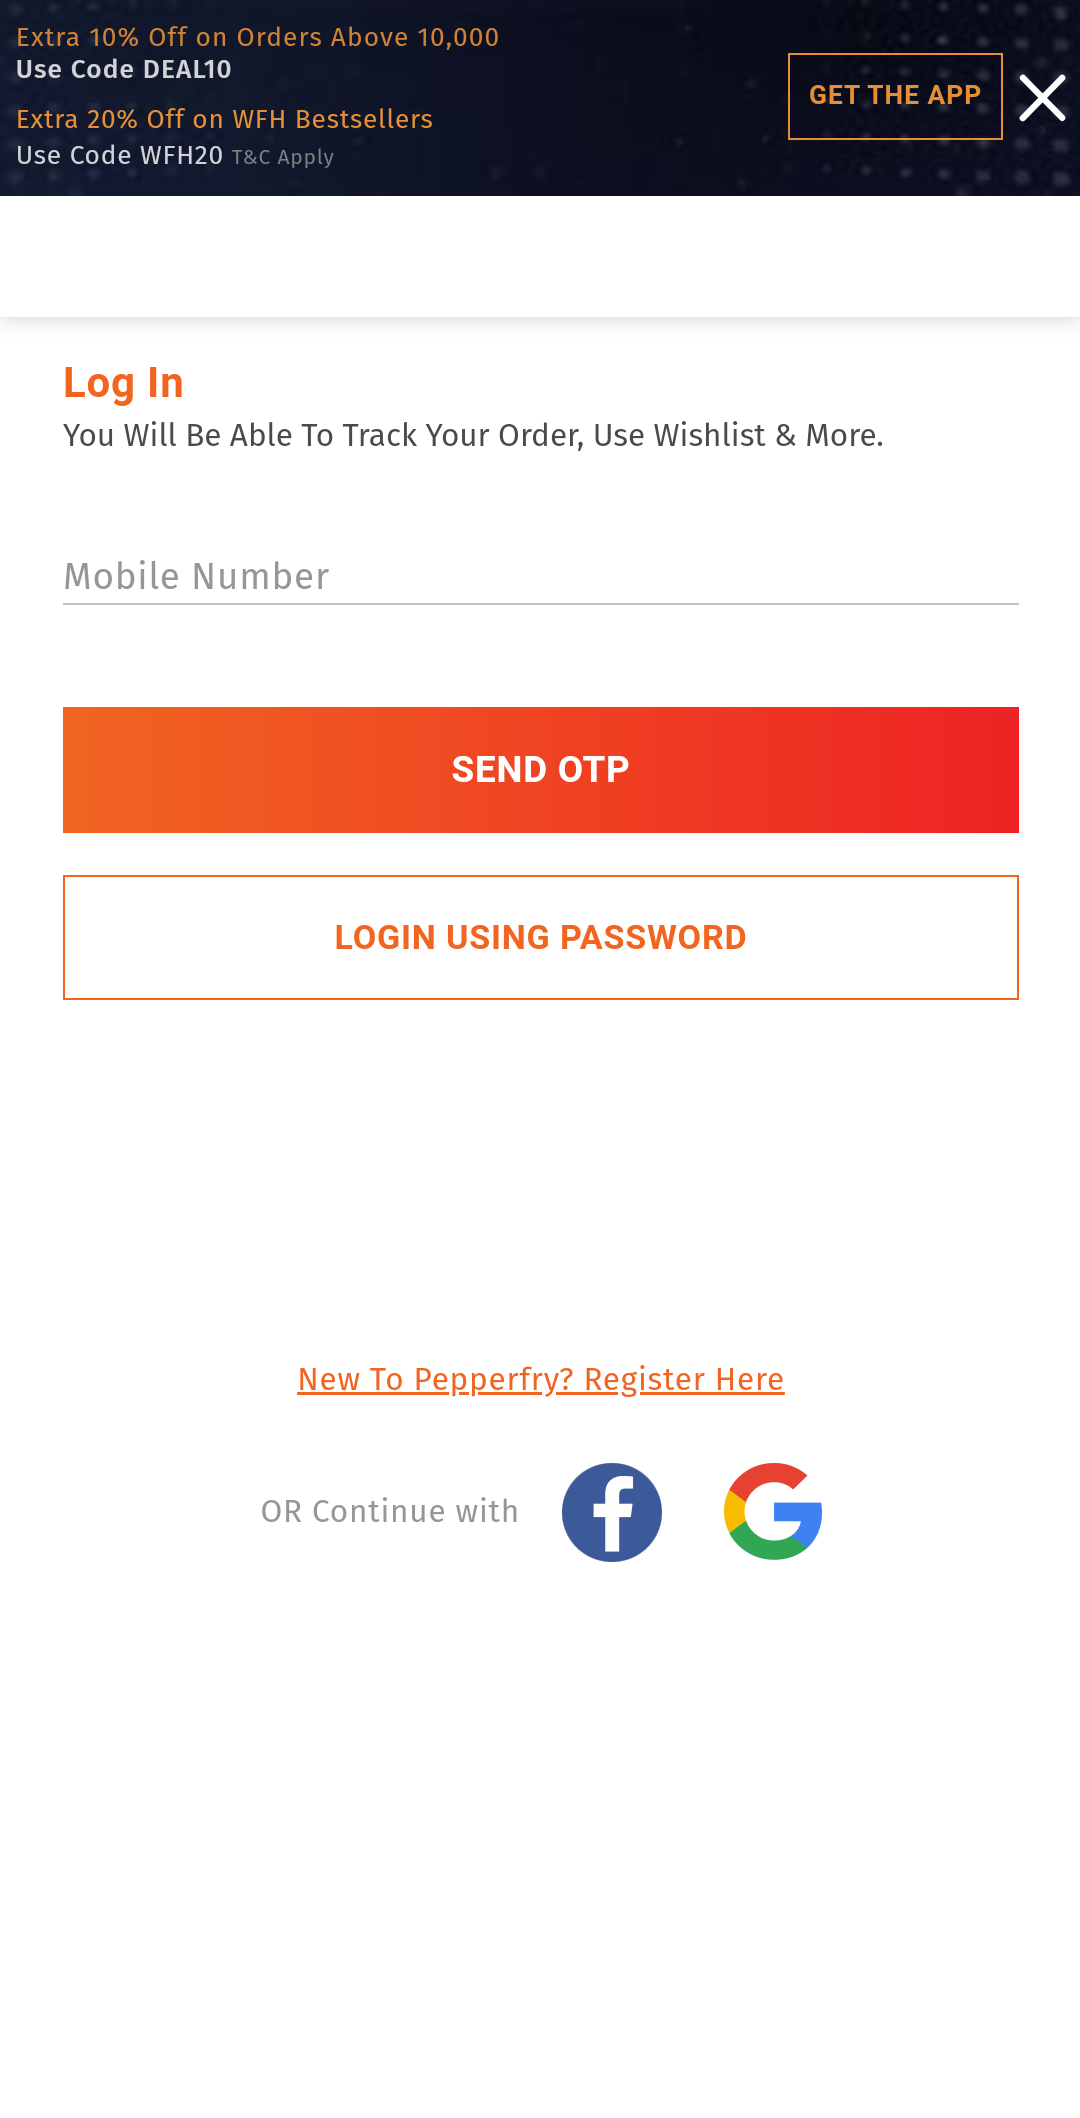 Extra 10% Off on Orders Above 10,000
Use Code DEAL10
Extra 20% Off on WFH Bestsellers
Use Code WFH20 T&C Apply
GET THE APP
Log In
You Will Be Able To Track Your Order, Use Wishlist & More.
Mobile Number
SEND OTP
LOGIN USING PASSWORD
New To Pepperfry? Register Here
OR Continue with